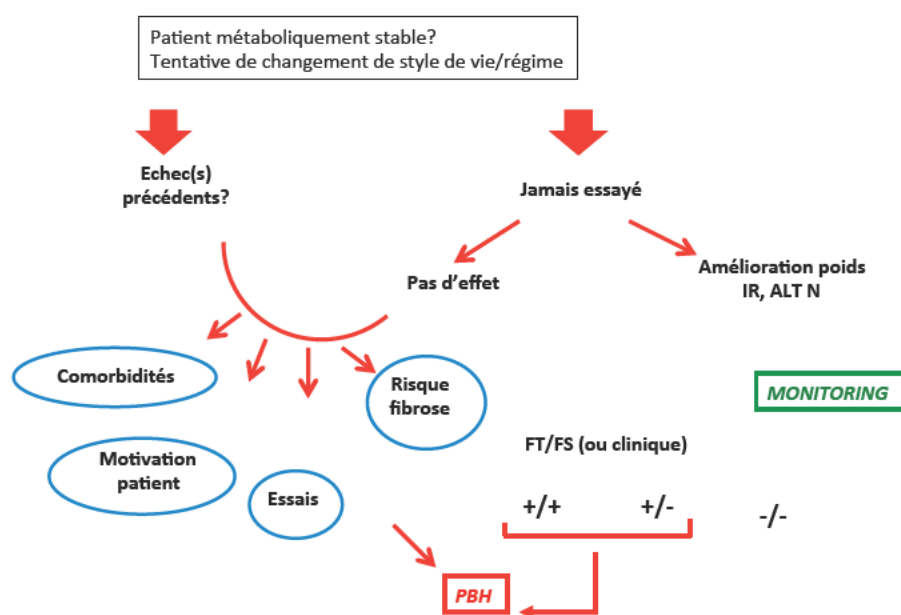 Patient métaboliquement stable?
Tentative de changement de style de vie/régime
Echec(s)
précédents?
Jamais essayé
Pas d’effet
Amélioration poids
IR, ALT N
Comorbidités
Risque
fibrose
MONITORING
Motivation
patient
Essais
FT/FS (ou clinique)
+/+
+/-
-/-
PBH